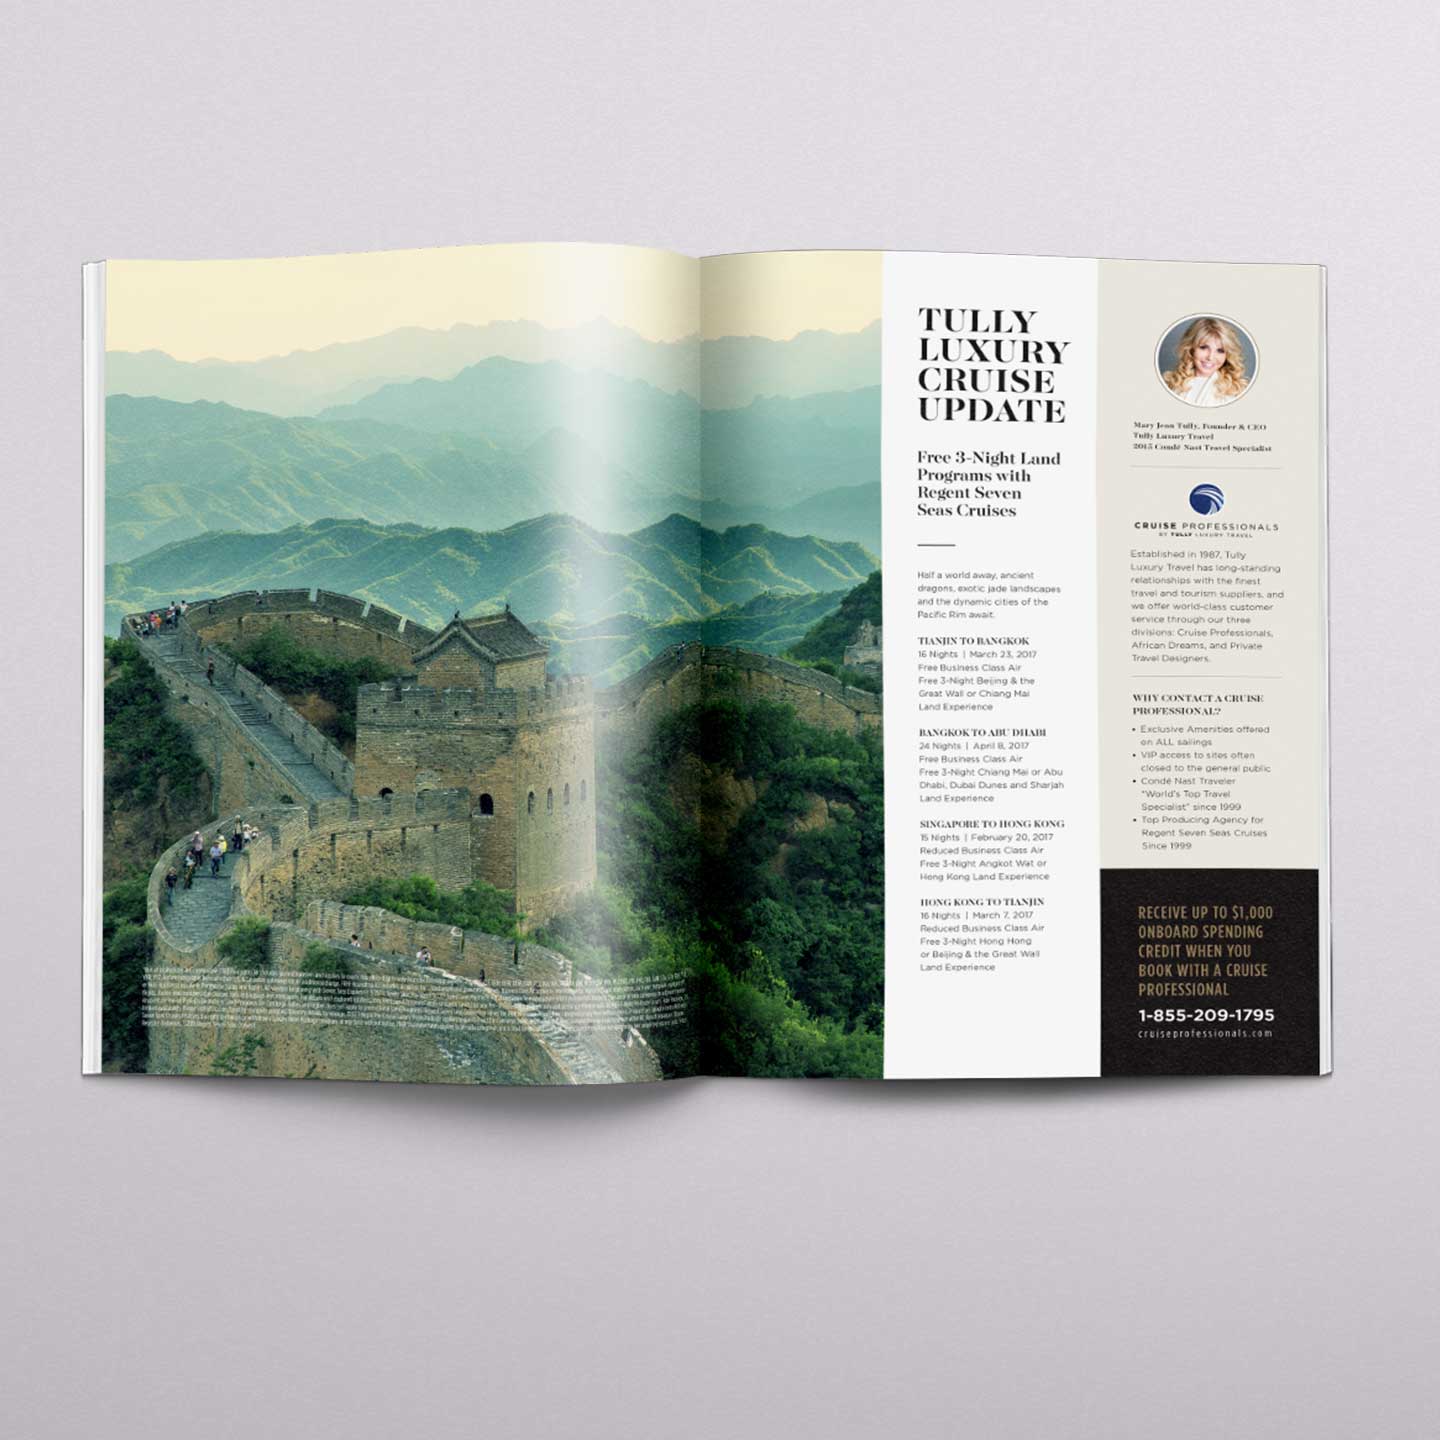 TULLY
LUXURY
CRUISE
UPDATE
Free 3-Night Land
Programs with
Regent Seven
Seas Cruises
Half a world away, ancient
dragons, exotic jade landscapes
and the dynamic cities of the
Pacific Rim await.
TIANJIN TO BANGKOK
16 Nights | March 23, 2017
Free Business Class Air
Free 3-Night Beijing & the
Great Wall or Chiang Mai
Land Experience
BANGKOK TO ABU DHABI
24 Nights | April 8, 2017
Free Business Class Air
Free 3-Night Chiang Mai or Abu
Dhabi, Dubai Dunes and Sharjah
Land Experience
SINGAPORE TO HONG KONG
15 Nights | February 20, 2017
Reduced Business Class Air
Free 3-Night Angkot Wat or
Hong Kong Land Experience
HONG KONG TO TIANJIN
16 Nights | March 7, 2017
Reduced Business Class Air
Free 3-Night Hong Hong
or Beijing & the Great Wall
Land Experience
Mary Jean Tully, Founder & CEO
Tully Luxury Travel
2015 Condé Nast Travel Specialist
CRUISE PROFESSIONALS
BY TULLY LUXURY TRAVEL
Established in 1987, Tully
Luxury Travel has long-standing
relationships with the finest
travel and tourism suppliers, and
we offer world-class customer
service through our three
divisions: Cruise Professionals,
African Dreams, and Private
Travel Designers.
WHY CONTACT A CRUISE
PROFESSIONAL?
• Exclusive Amenities offered
on ALL sailings
• VIP access to sites often
closed to the general public
• Condé Nast Traveler
"World's Top Travel
Specialist" since 1999
• Top Producing Agency for
Regent Seven Seas Cruises
Since 1999
RECEIVE UP TO $1,000
ONBOARD SPENDING
CREDIT WHEN YOU
BOOK WITH A CRUISE
PROFESSIONAL
1-855-209-1795
cruiseprofessionals.com